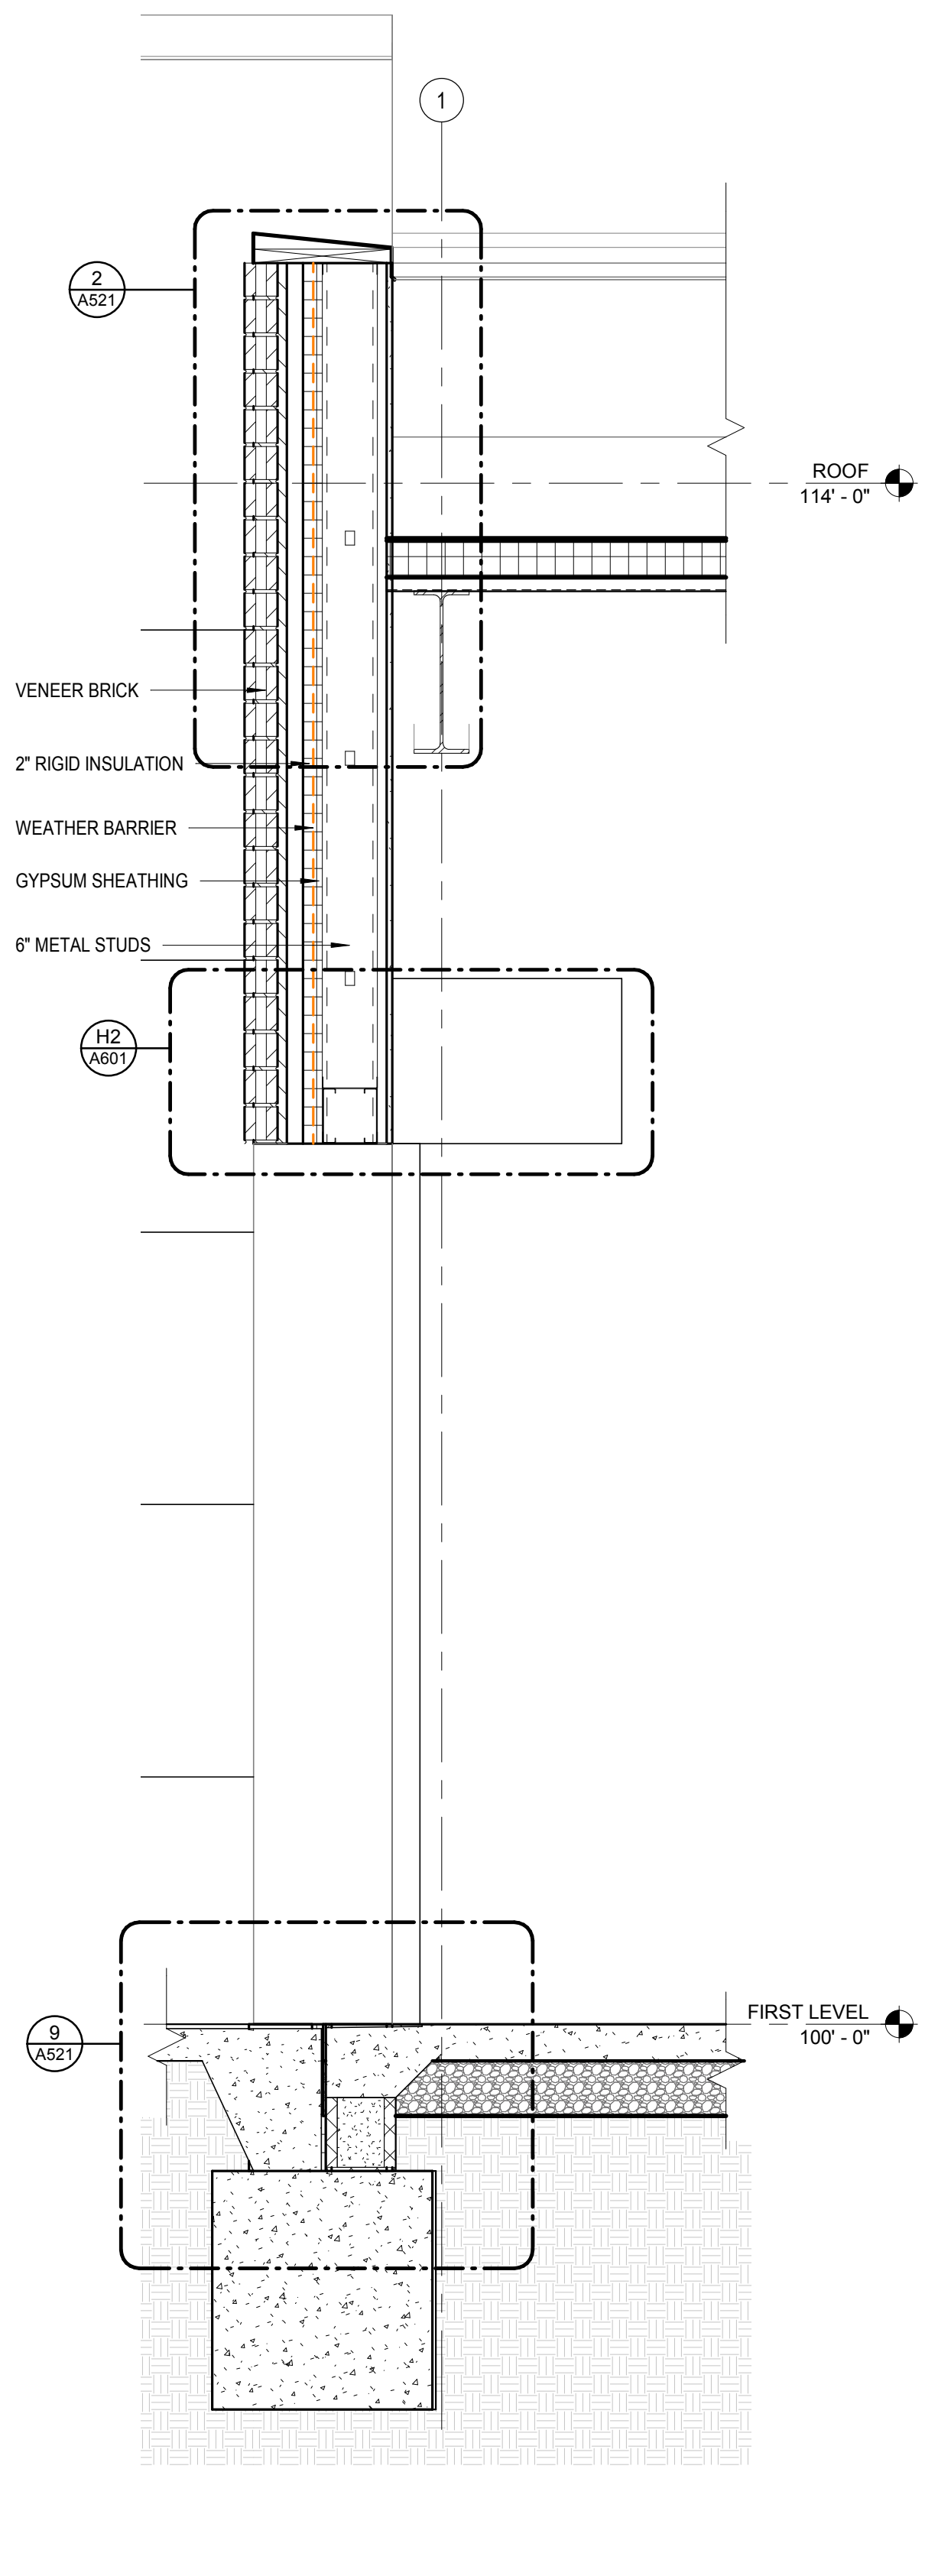 1
2
A521
ROOF
114' - 0"
VENEER BRICK
2" RIGID INSULATION
WEATHER BARRIER
GYPSUM SHEATHING
6" METAL STUDS
H2
A601
FIRST LEVEL
100' - 0"
9
A521